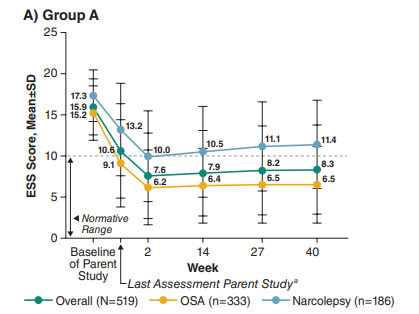 A) Group A
ESS Score, Mean±SD
25
20
15
10
5
0
17.3
15.9
15.2
13.2
10.6
9.1
10.0
7.6
6.2
10.5
7.9
6.4
11.1
8.2
6.5
11.4
8.3
6.5
Normative
Range
Baseline
of Parent
Study
2
14
27
40
Week
Last Assessment Parent Studyᵃ
Overall (N=519) OSA (n=333) Narcolepsy (n=186)